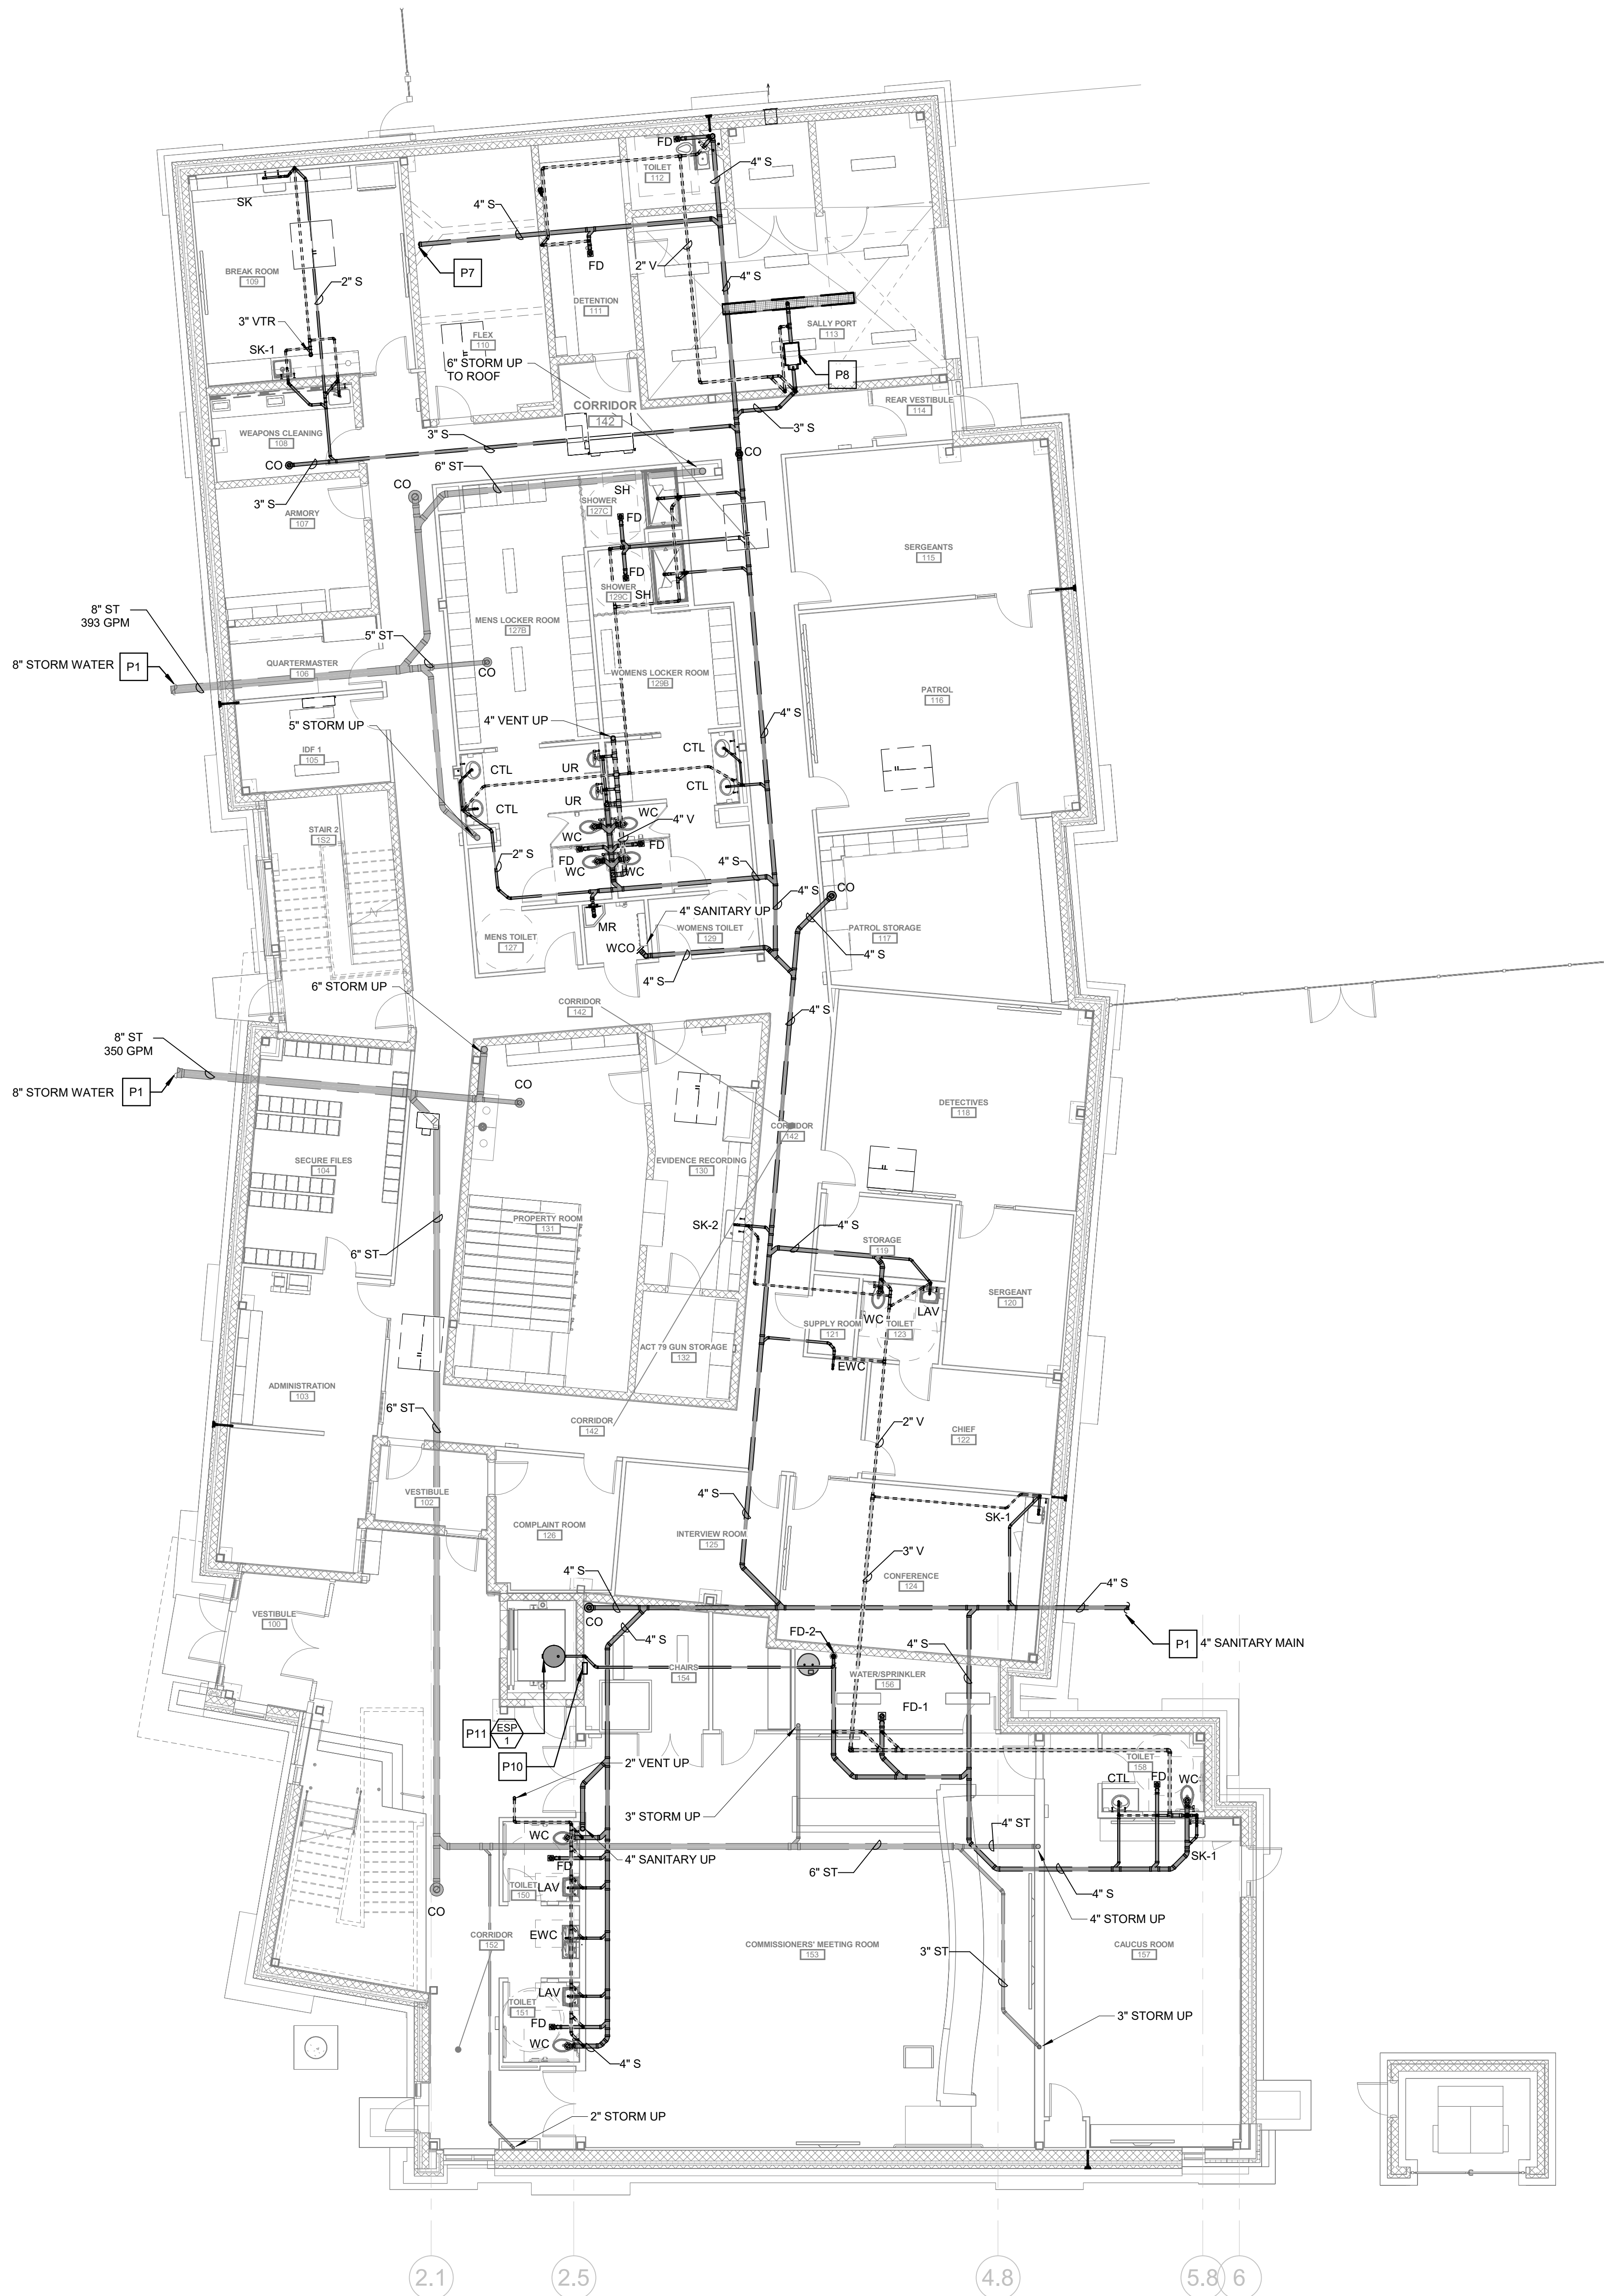 FD
TOILET
112
4" S
SK
4" S
P7
FD
2" V
4" S
BREAK ROOM
109
2" S
DETENTION
111
3" VTR
SALLY PORT
113
SK-1
FLEX
110
6" STORM UP
TO ROOF
P8
CORRIDOR
142
REAR VESTIBULE
114
WEAPONS CLEANING
108
3" S
3" S
CO
CO
6" ST
CO
3" S
SH
SHOWER
127C
FD
ARMORY
107
SERGEANTS
115
FD
SHOWER
129C
SH
8" ST
393 GPM
MENS LOCKER ROOM
127B
5" ST
8" STORM WATER
P1
QUARTERMASTER
106
CO
WOMENS LOCKER ROOM
129B
PATROL
116
4" S
5" STORM UP
4" VENT UP
IDF 1
105
CTL
UR
CTL
CTL
UR
CTL
WC
4" V
STAIR 2
1S2
WC
FD
2" S
FD
WC
WC
4" S
4" S
CO
4" SANITARY UP
MR
WOMENS TOILET
129
MENS TOILET
127
WCO
PATROL STORAGE
117
4" S
4" S
6" STORM UP
CORRIDOR
142
4" S
8" ST
350 GPM
CO
8" STORM WATER
P1
DETECTIVES
118
CORRIDOR
142
SECURE FILES
104
EVIDENCE RECORDING
130
PROPERTY ROOM
131
SK-2
4" S
STORAGE
119
6" ST
SERGEANT
120
WC
LAV
SUPPLY ROOM
121
TOILET
123
ACT 79 GUN STORAGE
132
EWC
ADMINISTRATION
103
6" ST
CORRIDOR
142
2" V
CHIEF
122
VESTIBULE
102
4" S
SK-1
COMPLAINT ROOM
126
INTERVIEW ROOM
125
3" V
4" S
CONFERENCE
124
4" S
VESTIBULE
100
CO
FD-2
4" S
4" S
P1
4" SANITARY MAIN
CHAIRS
154
WATER/SPRINKLER
156
FD-1
P11
ESP
1
P10
2" VENT UP
TOILET
158
CTL
FD
WC
3" STORM UP
4" ST
WC
4" SANITARY UP
6" ST
SK-1
FD
TOILET
150
LAV
4" S
CO
4" STORM UP
CORRIDOR
152
EWC
COMMISSIONERS' MEETING ROOM
153
3" ST
CAUCUS ROOM
157
LAV
TOILET
151
FD
3" STORM UP
WC
4" S
2" STORM UP
2.1
2.5
4.8
5.8
6